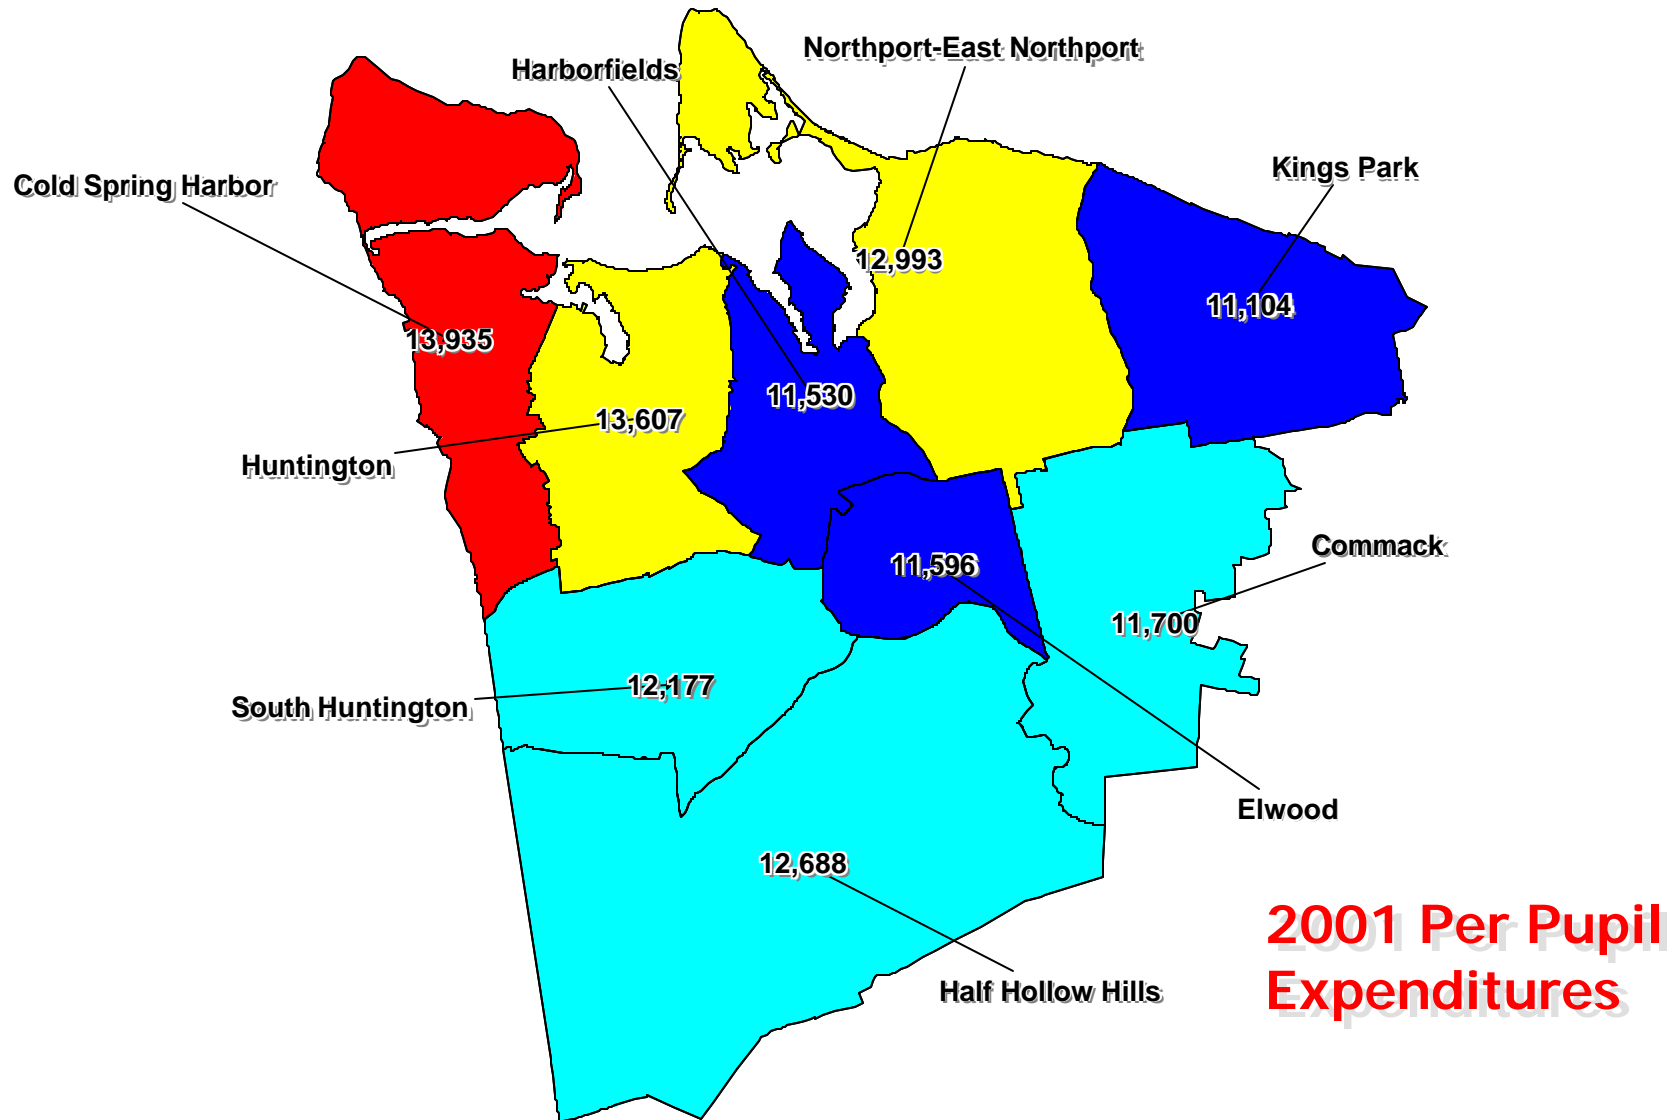 Northport-East Northport
Harborfields
Kings Park
Cold Spring Harbor
12,993
11,104
13,935
11,530
13,607
Huntington
Commack
11,596
11,700
12,177
South Huntington
Elwood
12,688
2001 Per Pupil
Expenditures
Half Hollow Hills